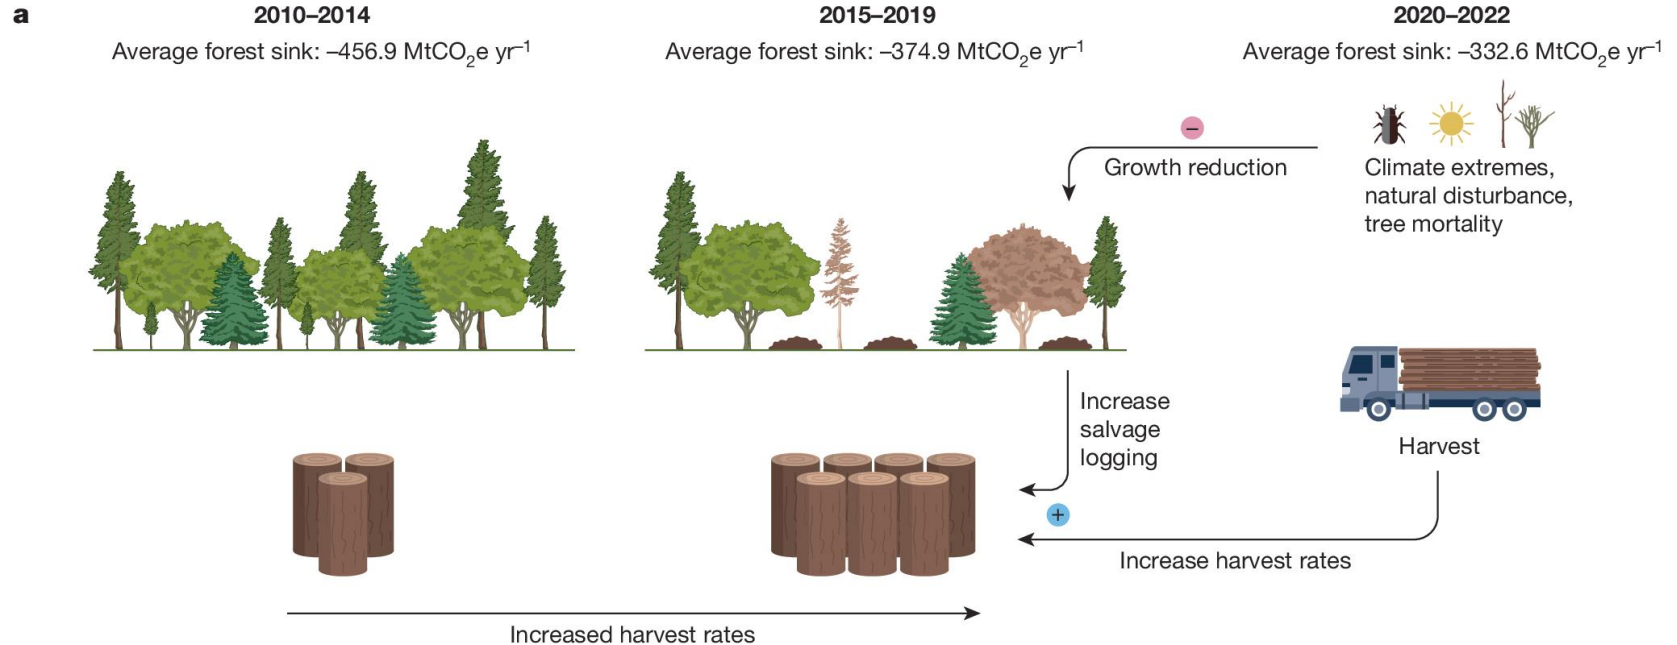 a
2010–2014
Average forest sink: –456.9 MtCO₂e yr⁻¹
2015–2019
Average forest sink: –374.9 MtCO₂e yr⁻¹
2020–2022
Average forest sink: –332.6 MtCO₂e yr⁻¹
−
Growth reduction
Climate extremes,
natural disturbance,
tree mortality
Increase
salvage
logging
Harvest
+
Increase harvest rates
Increased harvest rates